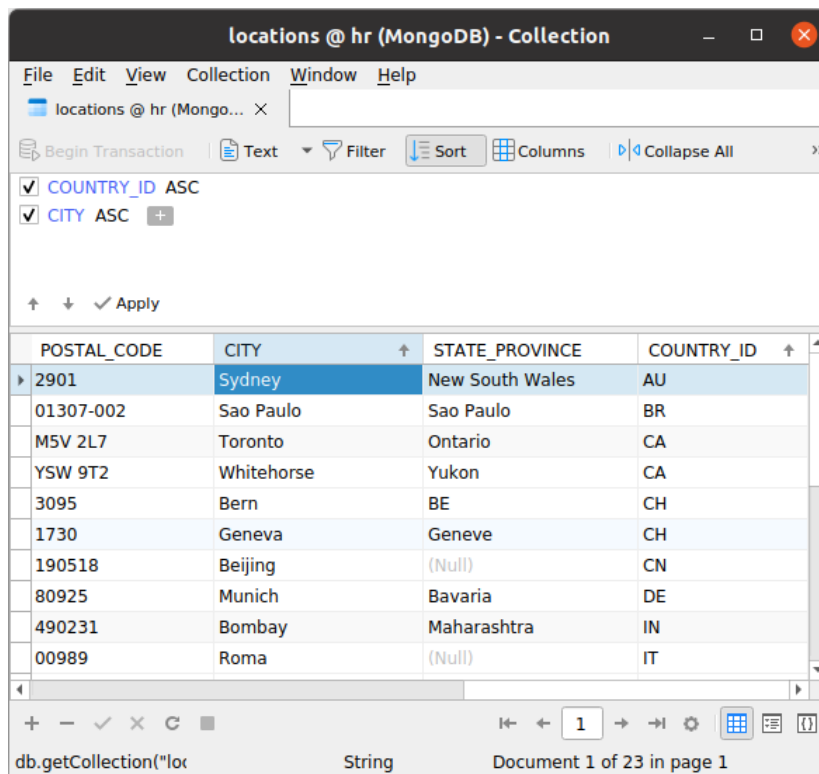 locations @ hr (MongoDB) - Collection
File Edit View Collection Window Help
locations @ hr (Mongo...
Begin Transaction Text Filter Sort Columns Collapse All
COUNTRY_ID ASC
CITY ASC
Apply
POSTAL_CODE CITY STATE_PROVINCE COUNTRY_ID
2901 Sydney New South Wales AU
01307-002 Sao Paulo Sao Paulo BR
M5V 2L7 Toronto Ontario CA
YSW 9T2 Whitehorse Yukon CA
3095 Bern BE CH
1730 Geneva Geneve CH
190518 Beijing (Null) CN
80925 Munich Bavaria DE
490231 Bombay Maharashtra IN
00989 Roma (Null) IT
1
db.getCollection("loc String Document 1 of 23 in page 1